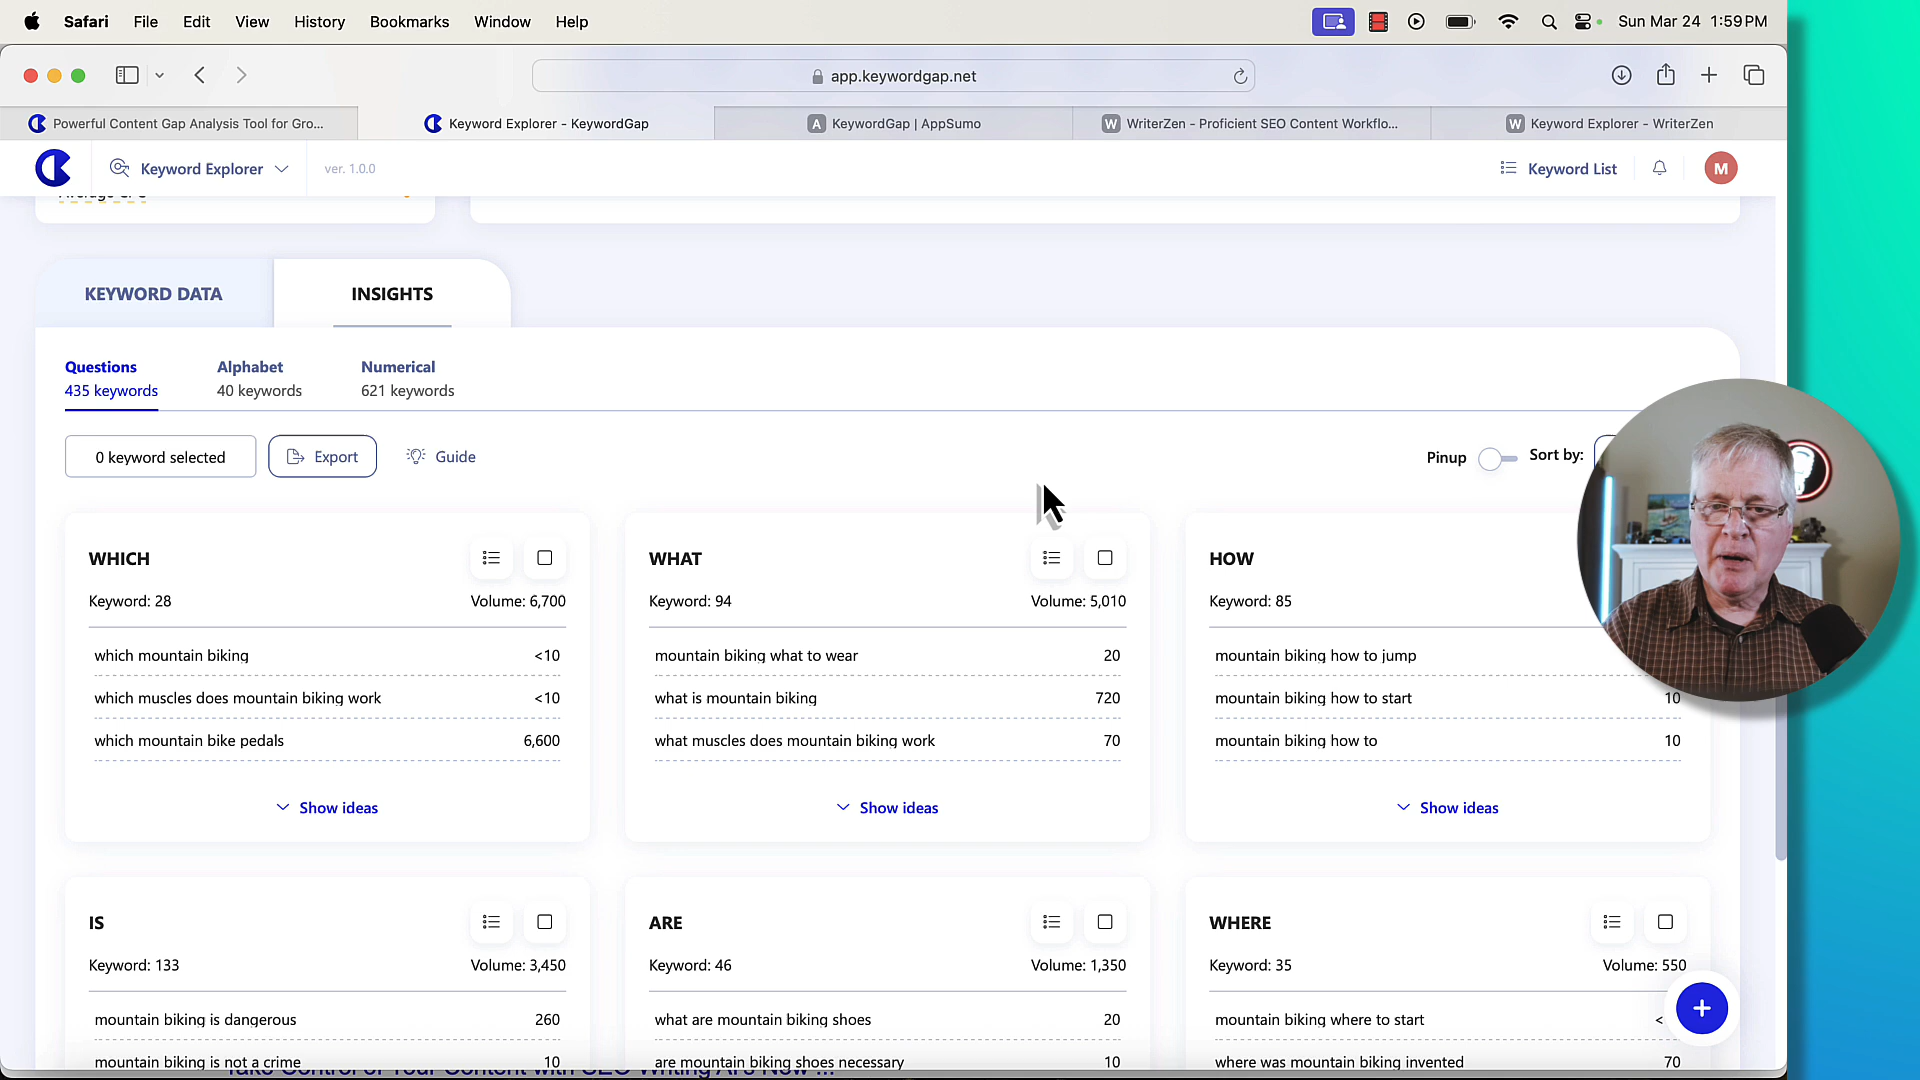 Safari File Edit View History Bookmarks Window Help Sun Mar 24 1:59 PM
app.keywordgap.net
Powerful Content Gap Analysis Tool for Gro...
Keyword Explorer - KeywordGap
A KeywordGap | AppSumo
W WriterZen - Proficient SEO Content Workflo...
W Keyword Explorer - WriterZen
Keyword Explorer ver. 1.0.0 Keyword List M
KEYWORD DATA INSIGHTS
Questions Alphabet Numerical
435 keywords 40 keywords 621 keywords
0 keyword selected Export Guide Pinup Sort by:
WHICH
Keyword: 28 Volume: 6,700
which mountain biking <10
which muscles does mountain biking work <10
which mountain bike pedals 6,600
Show ideas
WHAT
Keyword: 94 Volume: 5,010
mountain biking what to wear 20
what is mountain biking 720
what muscles does mountain biking work 70
Show ideas
HOW
Keyword: 85
mountain biking how to jump
mountain biking how to start 10
mountain biking how to 10
Show ideas
IS
Keyword: 133 Volume: 3,450
mountain biking is dangerous 260
mountain biking is not a crime 10
ARE
Keyword: 46 Volume: 1,350
what are mountain biking shoes 20
are mountain biking shoes necessary 10
WHERE
Keyword: 35 Volume: 550
mountain biking where to start <
where was mountain biking invented 70